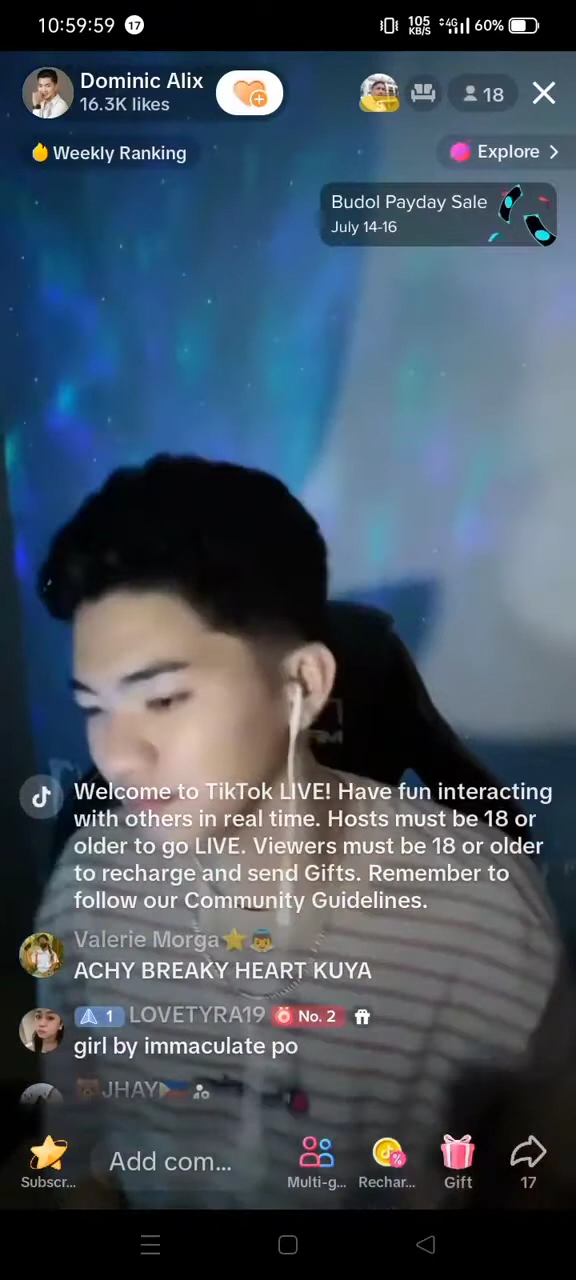 10:59:59 17 105 KB/S 4G 60%
Dominic Alix
16.3K likes
18
Weekly Ranking
Explore >
Budol Payday Sale
July 14-16
Welcome to TikTok LIVE! Have fun interacting
with others in real time. Hosts must be 18 or
older to go LIVE. Viewers must be 18 or older
to recharge and send Gifts. Remember to
follow our Community Guidelines.
Valerie Morga⭐👼
ACHY BREAKY HEART KUYA
1 LOVETYRA19 No. 2
girl by immaculate po
🐻JHAY🇵🇭
Add com...
Subscr...
Multi-g...
Rechar...
Gift
17